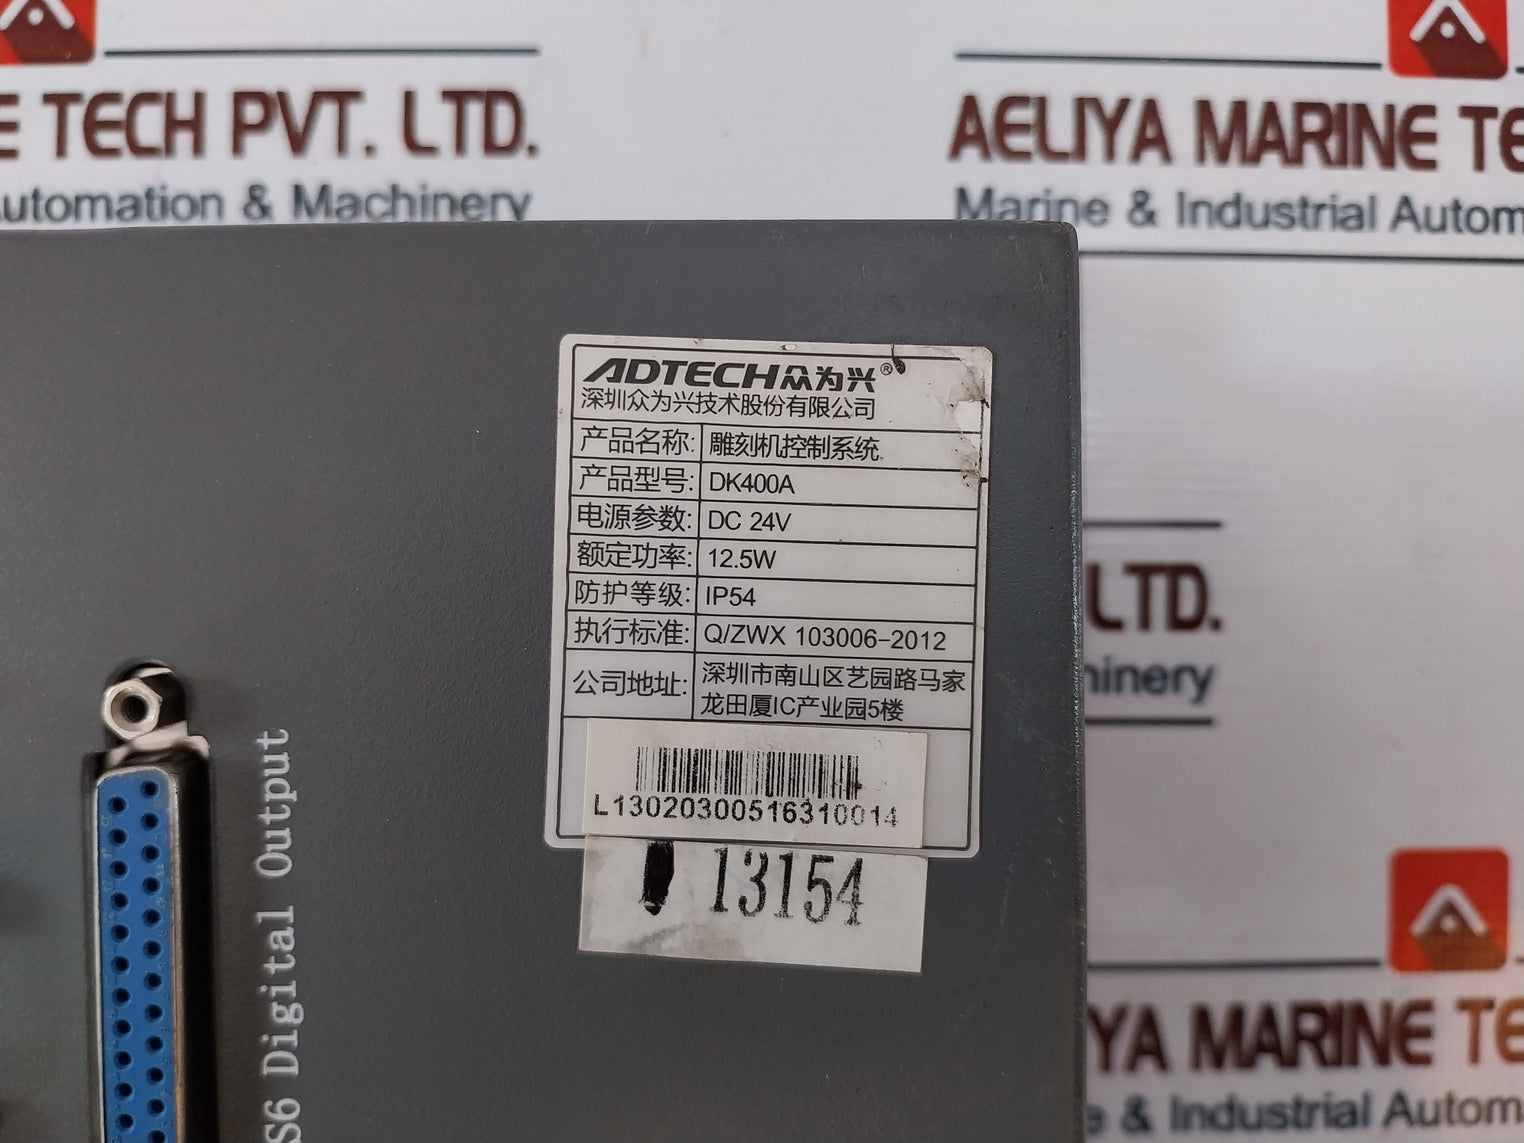 E TECH PVT. LTD.
utomation & Machinery
AELIYA MARINE TE
Marine & Industrial Autom
ADTECH众为兴®
深圳众为兴技术股份有限公司
产品名称: 雕刻机控制系统
产品型号: DK400A
电源参数: DC 24V
额定功率: 12.5W
防护等级: IP54
执行标准: Q/ZWX 103006-2012
公司地址: 深圳市南山区艺园路马家
龙田厦IC产业园5楼
L13020300516310014
13154
S6 Digital Output
LTD.
inery
YA MARINE TE
& Industrial Autom